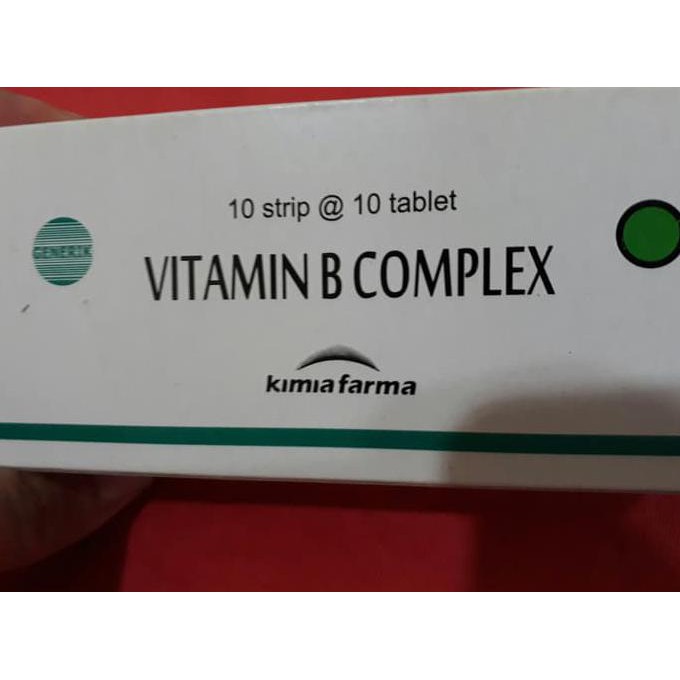 10 strip @ 10 tablet
GENERIK
VITAMIN B COMPLEX
kimia farma